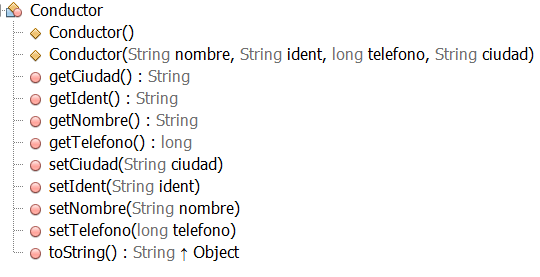 Conductor
Conductor()
Conductor(String nombre, String ident, long telefono, String ciudad)
getCiudad() : String
getIdent() : String
getNombre() : String
getTelefono() : long
setCiudad(String ciudad)
setIdent(String ident)
setNombre(String nombre)
setTelefono(long telefono)
toString() : String ↑ Object